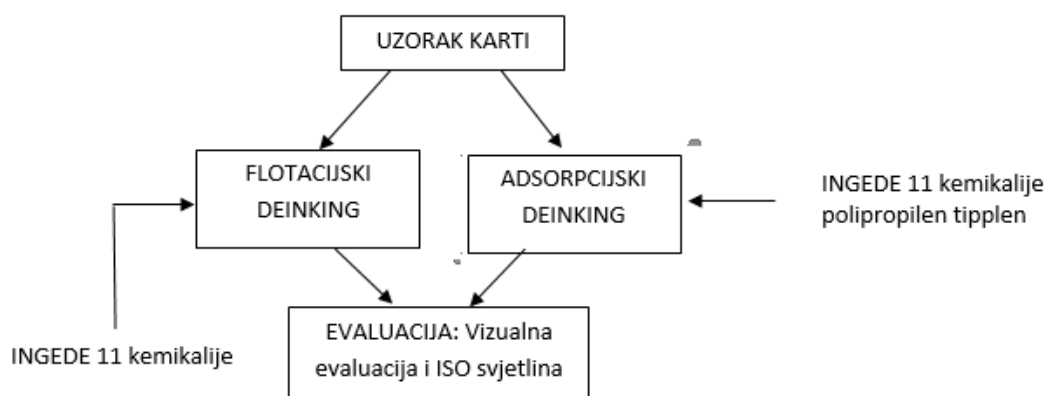 UZORAK KARTI
FLOTACIJSKI
DEINKING
ADSORPCIJSKI
DEINKING
INGEDE 11 kemikalije
polipropilen tipplen
INGEDE 11 kemikalije
EVALUACIJA: Vizualna
evaluacija i ISO svjetlina